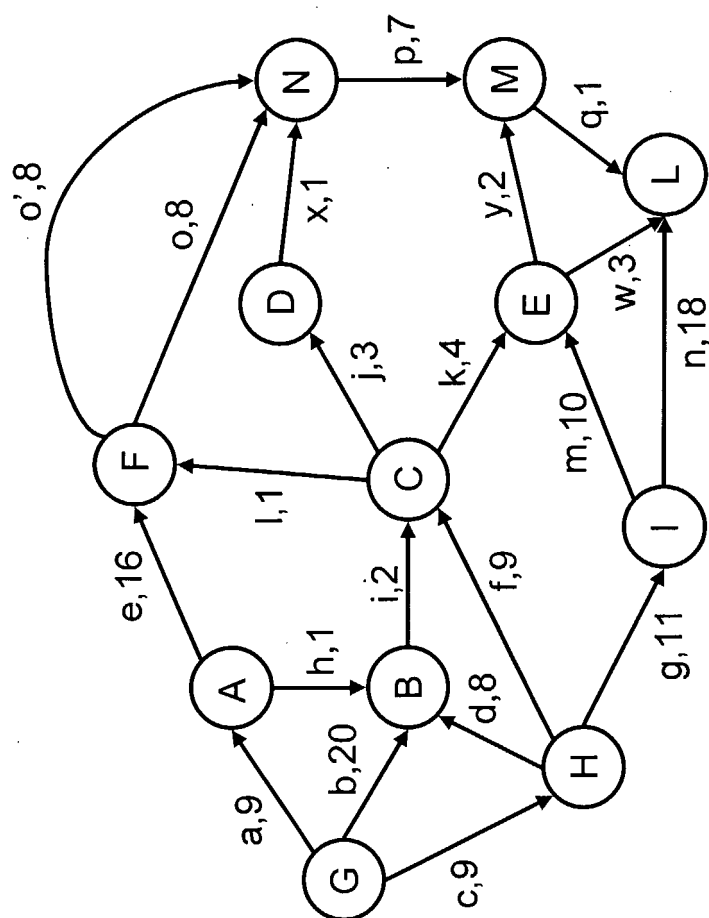 o',8
o,8
N
p,7
M
q,1
L
x,1
D
y,2
E
w,3
n,18
j,3
k,4
m,10
F
l,1
C
I
e,16
i,2
f,9
g,11
A
h,1
B
d,8
H
a,9
b,20
G
c,9